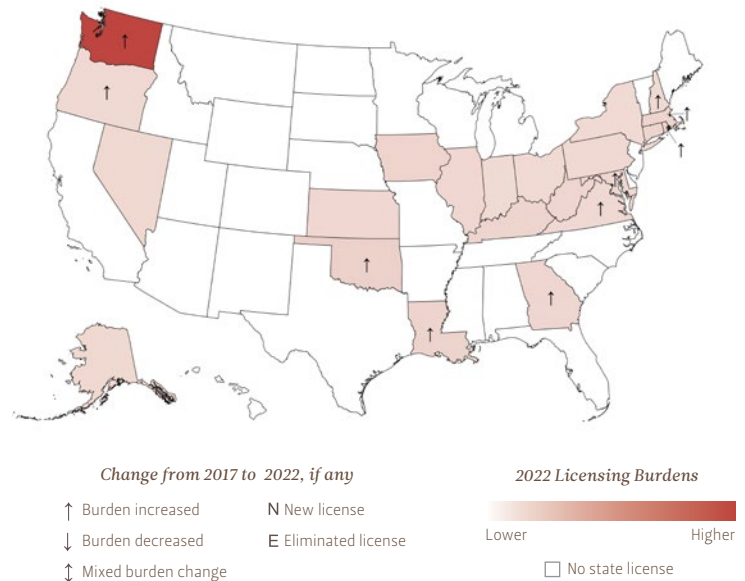 Change from 2017 to 2022, if any
↑ Burden increased
↓ Burden decreased
↕ Mixed burden change
N New license
E Eliminated license
2022 Licensing Burdens
Lower Higher
No state license